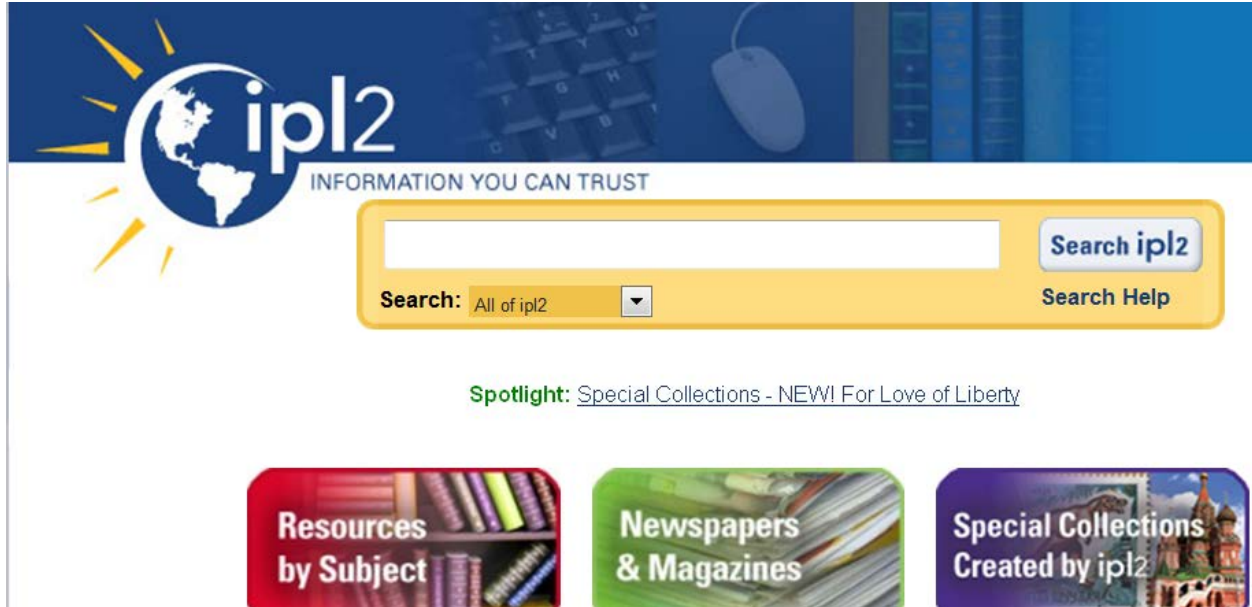 ipl2
INFORMATION YOU CAN TRUST
Search ipl2
Search: All of ipl2
Search Help
Spotlight: Special Collections - NEW! For Love of Liberty
Resources
by Subject
Newspapers
& Magazines
Special Collections
Created by ipl2